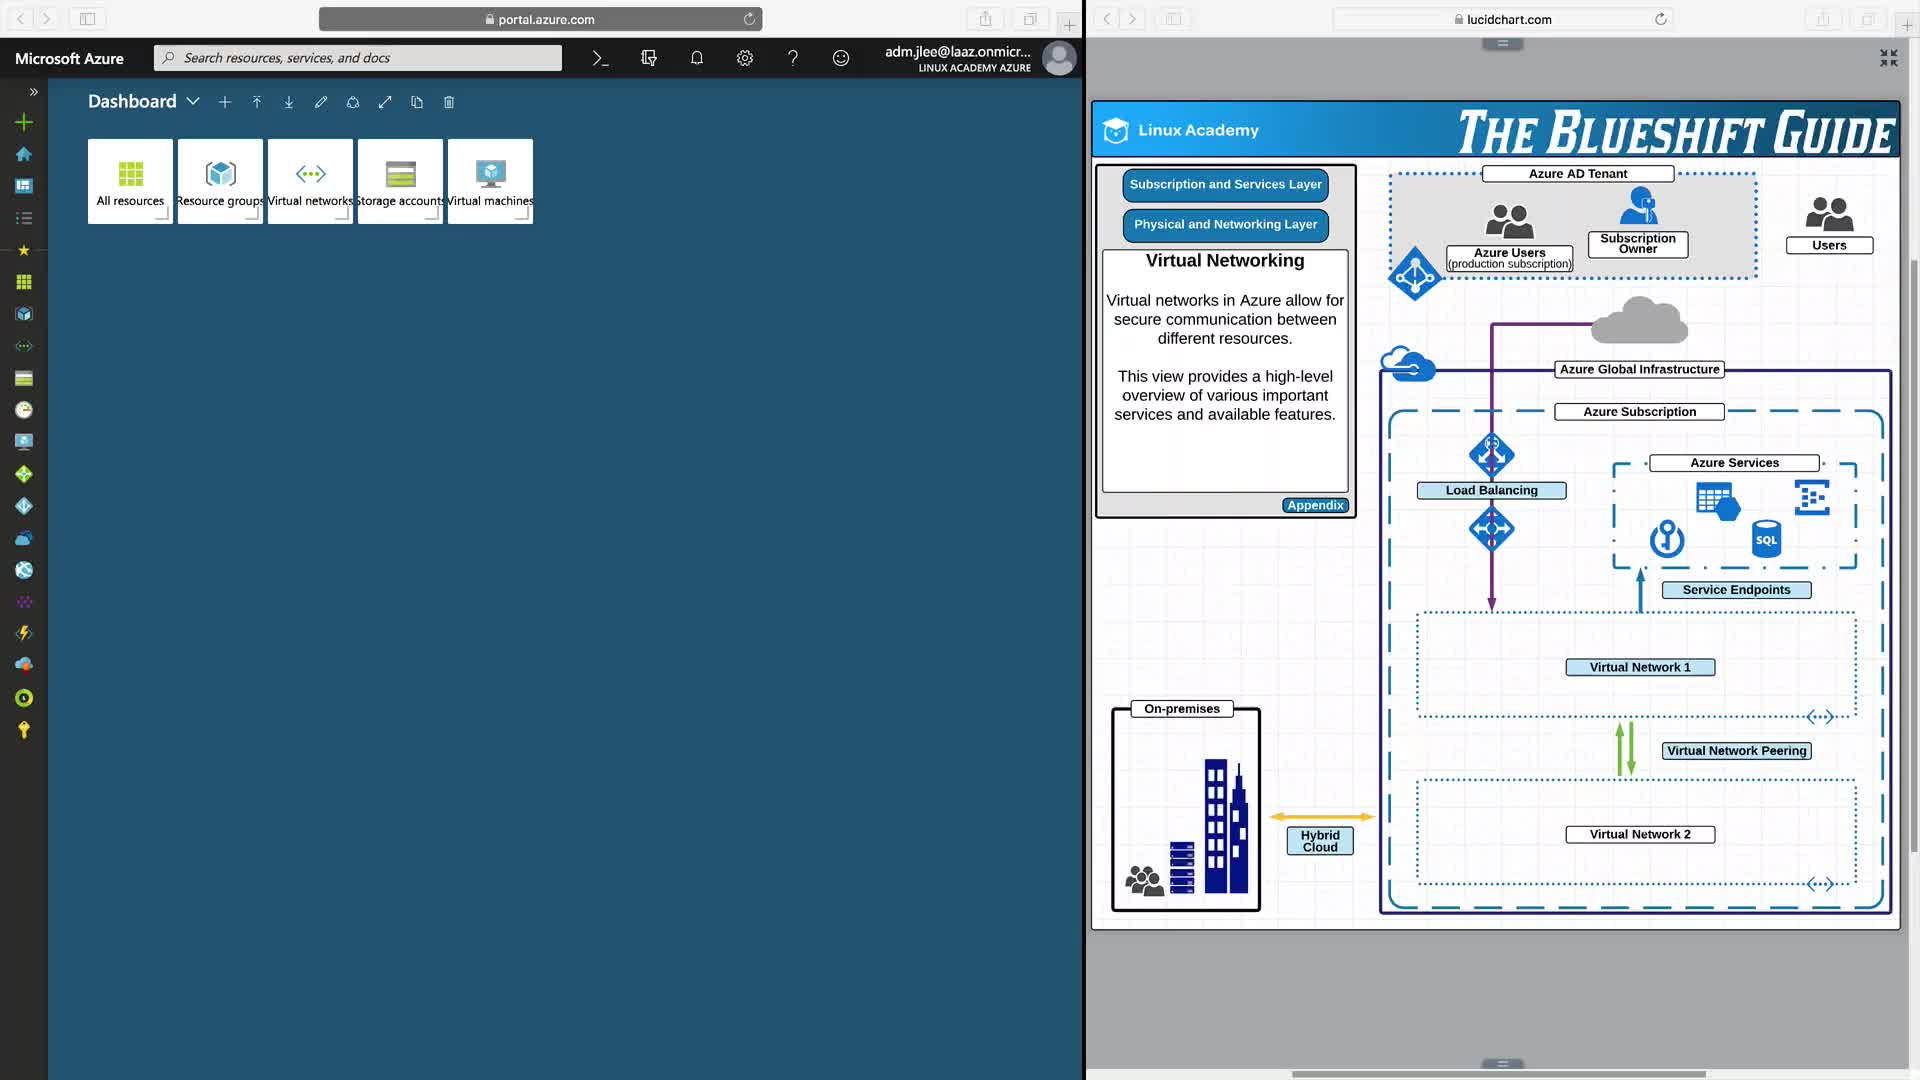 portal.azure.com
lucidchart.com
Microsoft Azure
Search resources, services, and docs
adm.jlee@laaz.onmicr...
LINUX ACADEMY AZURE
Dashboard
All resources
Resource groups
Virtual networks
Storage accounts
Virtual machines
Linux Academy
THE BLUESHIFT GUIDE
Subscription and Services Layer
Physical and Networking Layer
Virtual Networking
Virtual networks in Azure allow for
secure communication between
different resources.
This view provides a high-level
overview of various important
services and available features.
Appendix
Azure AD Tenant
Azure Users
(production subscription)
Subscription
Owner
Users
Azure Global Infrastructure
Azure Subscription
Load Balancing
Azure Services
SQL
Service Endpoints
Virtual Network 1
Virtual Network Peering
Virtual Network 2
On-premises
Hybrid
Cloud